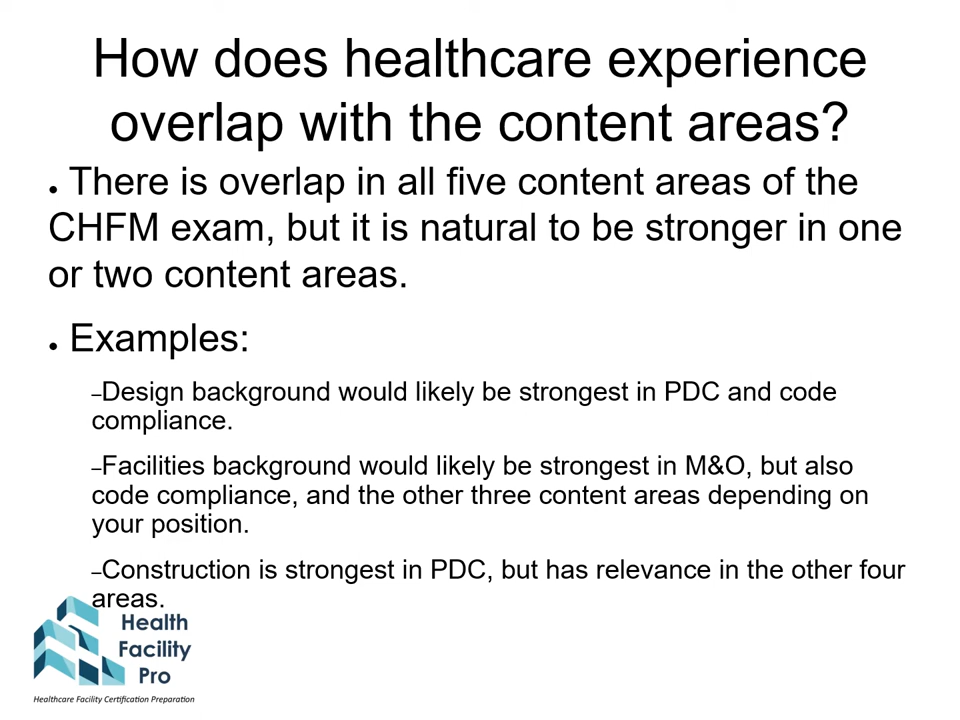 How does healthcare experience
overlap with the content areas?
● There is overlap in all five content areas of the
CHFM exam, but it is natural to be stronger in one
or two content areas.
● Examples:
–Design background would likely be strongest in PDC and code
compliance.
–Facilities background would likely be strongest in M&O, but also
code compliance, and the other three content areas depending on
your position.
–Construction is strongest in PDC, but has relevance in the other four
areas.
Health
Facility
Pro
Healthcare Facility Certification Preparation